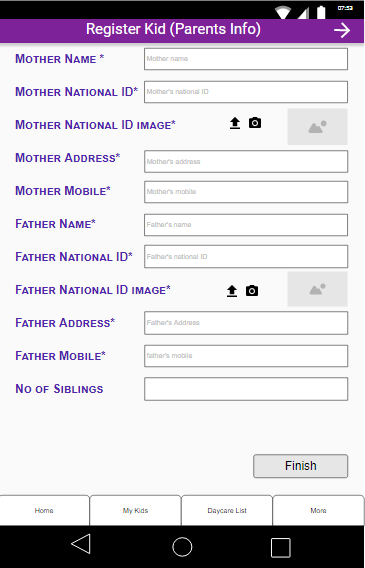 07:53
Register Kid (Parents Info)
Mother Name *
Mother name
Mother National ID*
Mother's national ID
Mother National ID image*
Mother Address*
Mother's address
Mother Mobile*
Mother's mobile
Father Name*
Father's name
Father National ID*
Father's national ID
Father National ID image*
Father Address*
Father's Address
Father Mobile*
father's mobile
No of Siblings
Finish
Home
My Kids
Daycare List
More